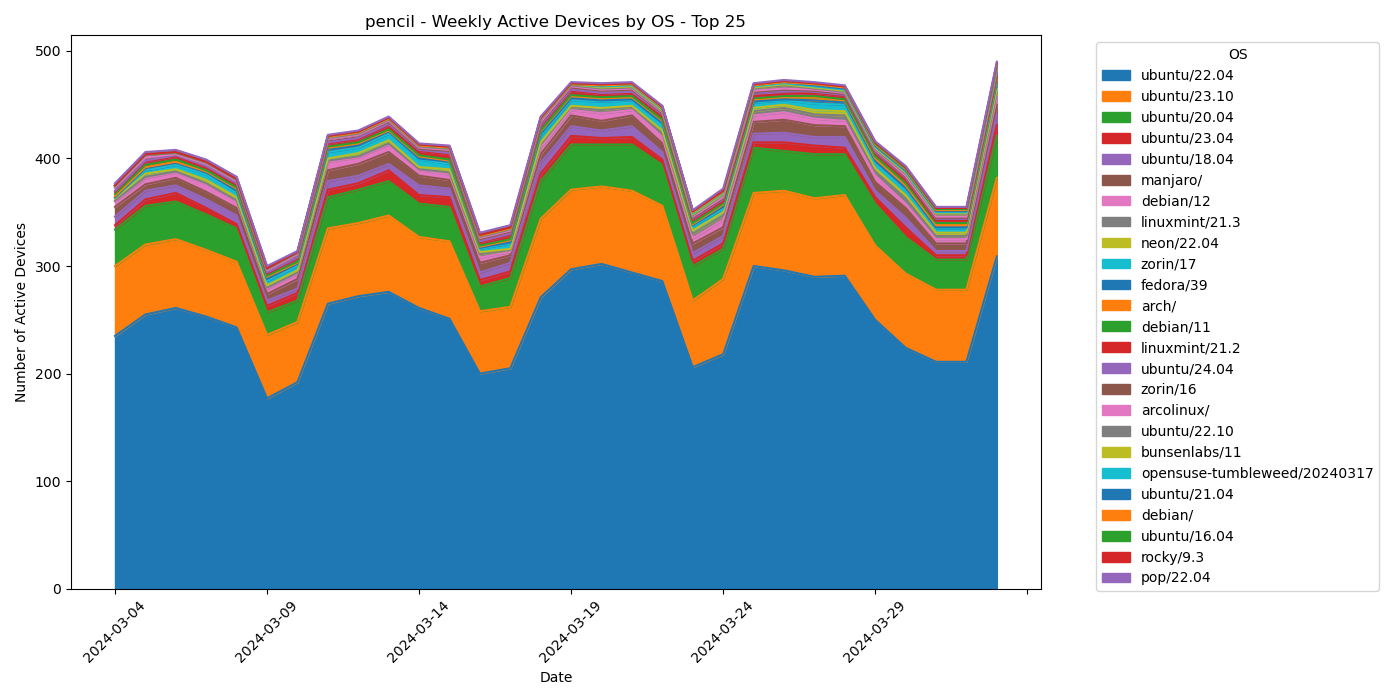 pencil - Weekly Active Devices by OS - Top 25
500
400
300
200
100
0
Number of Active Devices
2024-03-04
2024-03-09
2024-03-14
2024-03-19
2024-03-24
2024-03-29
Date
OS
ubuntu/22.04
ubuntu/23.10
ubuntu/20.04
ubuntu/23.04
ubuntu/18.04
manjaro/
debian/12
linuxmint/21.3
neon/22.04
zorin/17
fedora/39
arch/
debian/11
linuxmint/21.2
ubuntu/24.04
zorin/16
arcolinux/
ubuntu/22.10
bunsenlabs/11
opensuse-tumbleweed/20240317
ubuntu/21.04
debian/
ubuntu/16.04
rocky/9.3
pop/22.04